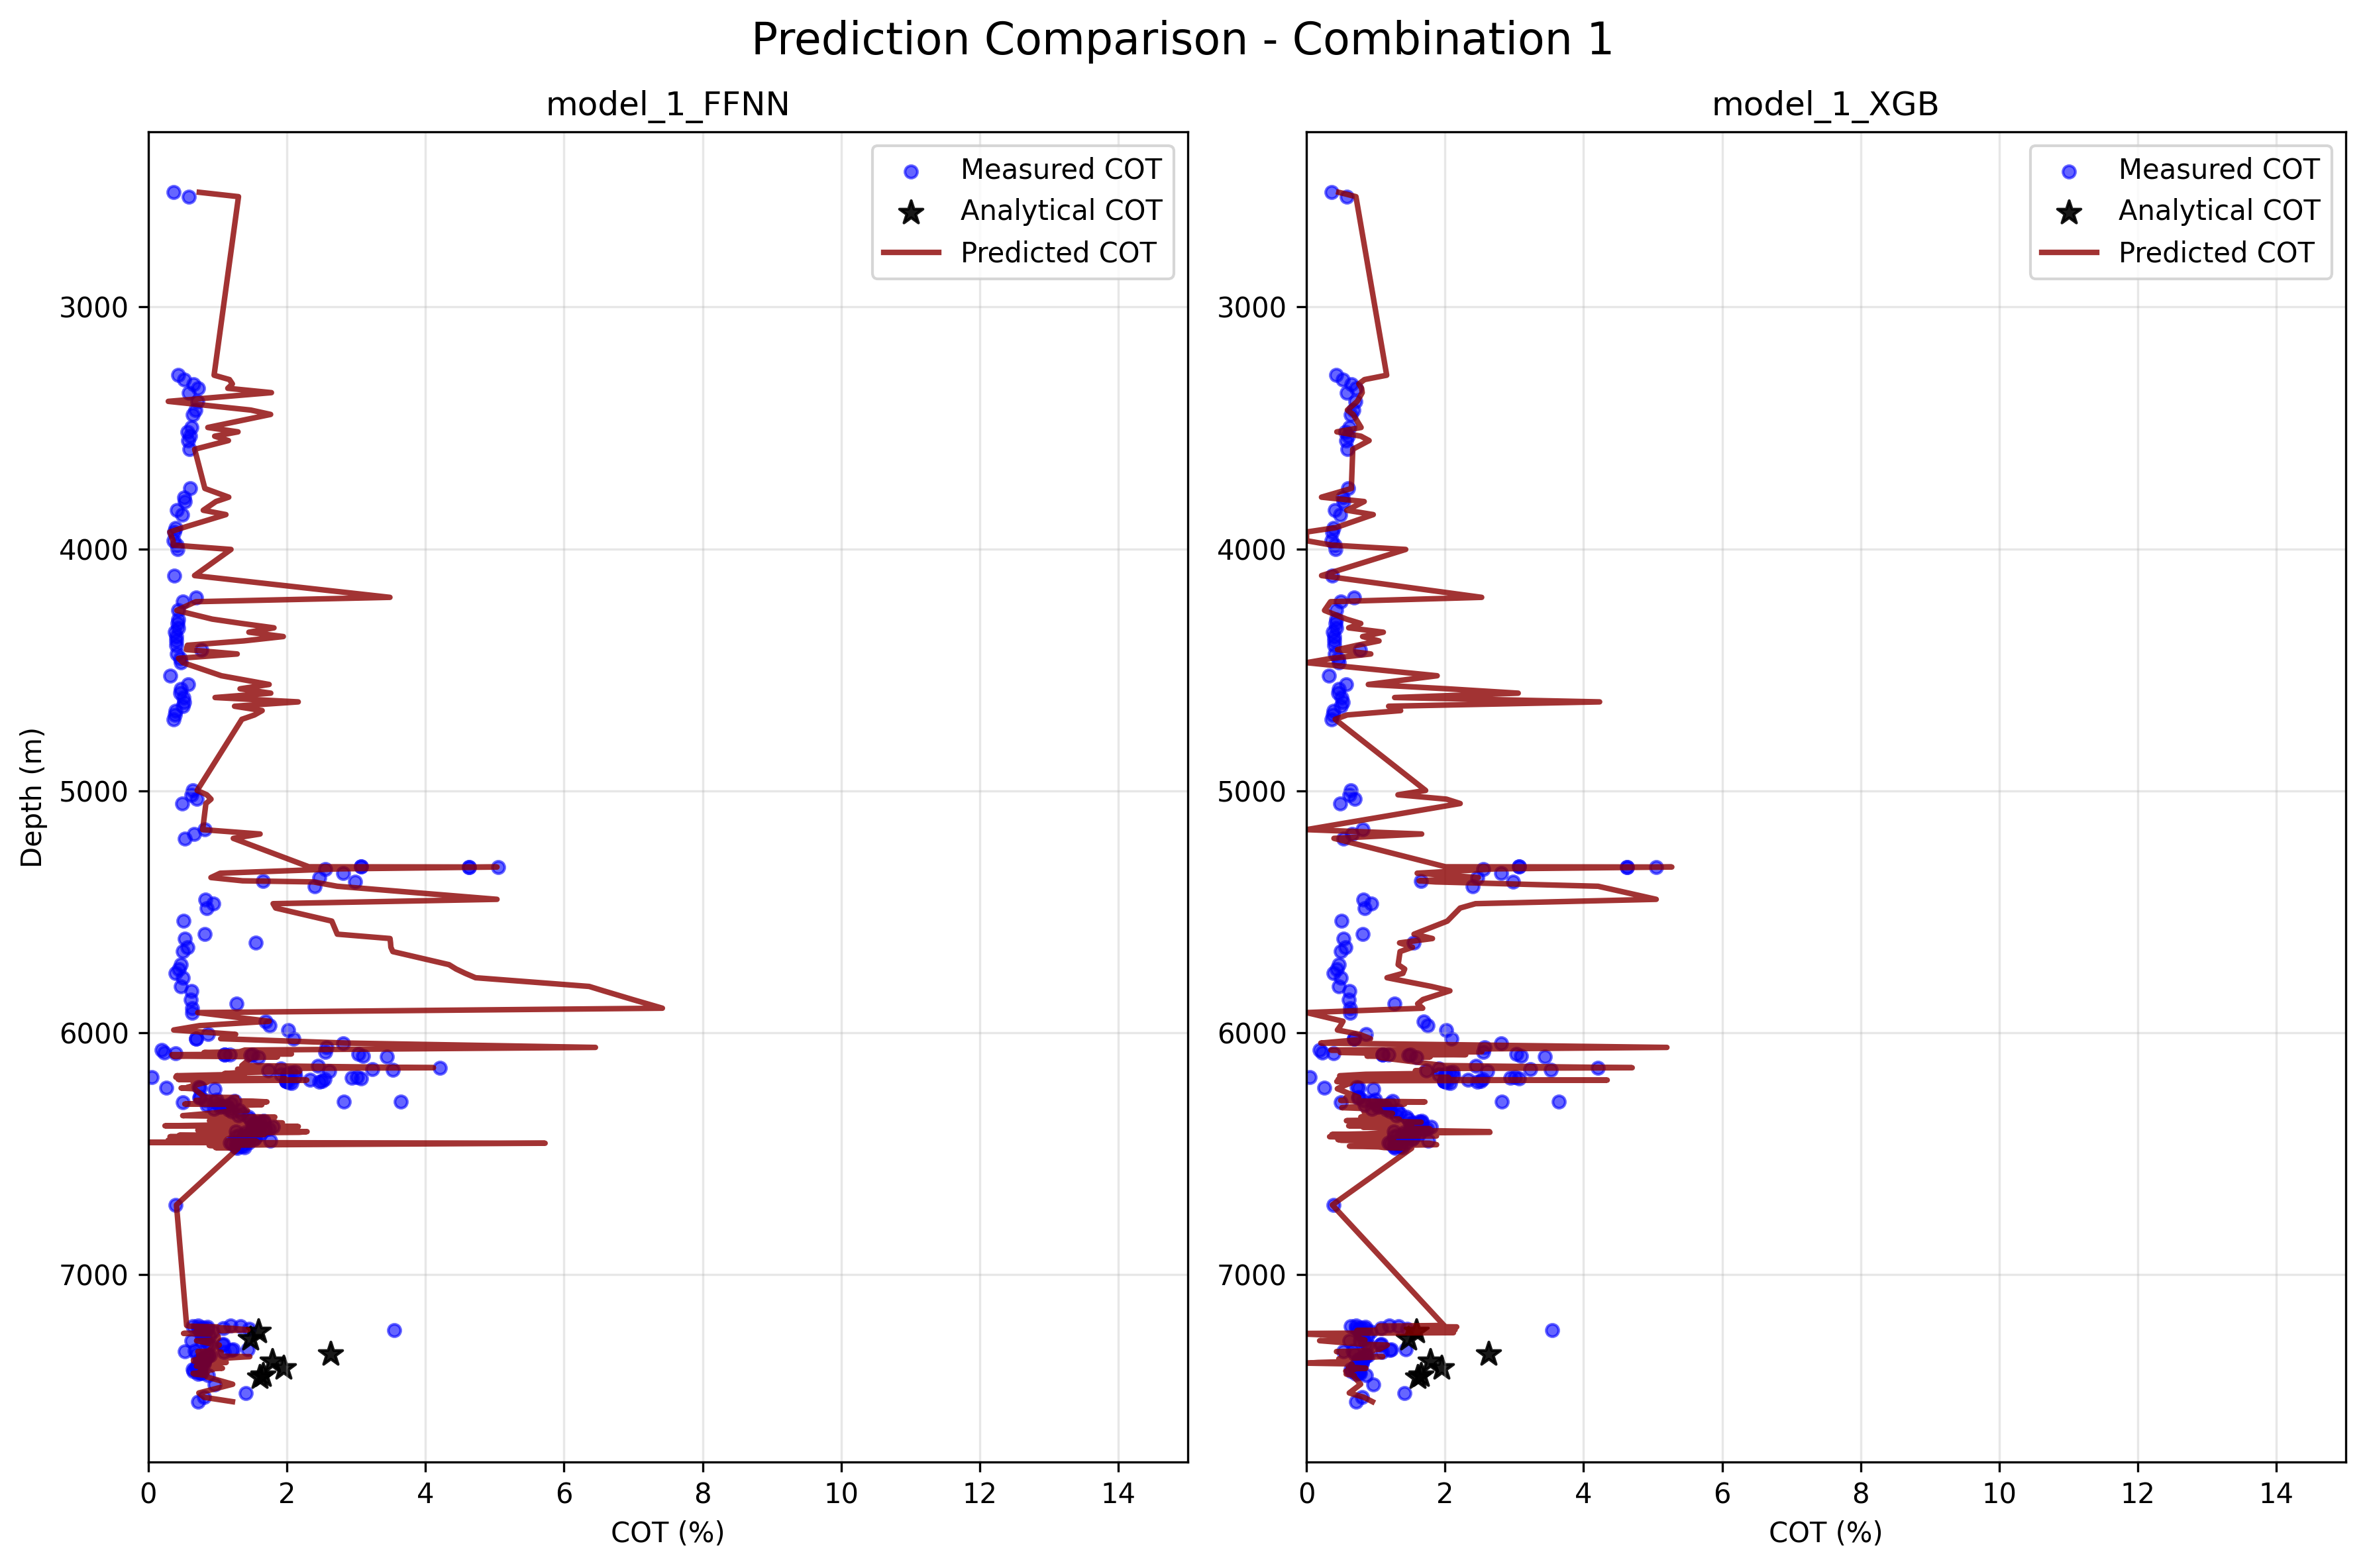 Prediction Comparison - Combination 1
model_1_FFNN
Measured COT
Analytical COT
Predicted COT
Depth (m)
3000
4000
5000
6000
7000
0 2 4 6 8 10 12 14
COT (%)
model_1_XGB
Measured COT
Analytical COT
Predicted COT
3000
4000
5000
6000
7000
0 2 4 6 8 10 12 14
COT (%)